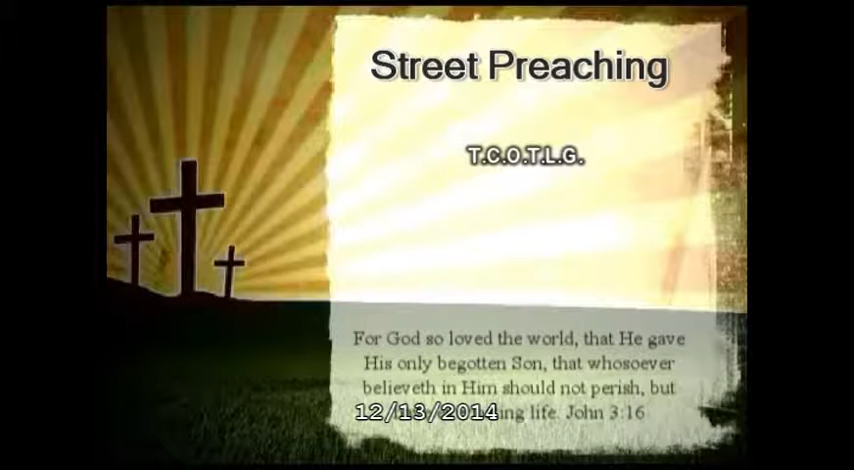 Street Preaching
T.C.O.T.L.G.
For God so loved the world, that He gave
His only begotten Son, that whosoever
believeth in Him should not perish, but
12/13/2014
ing life. John 3:16